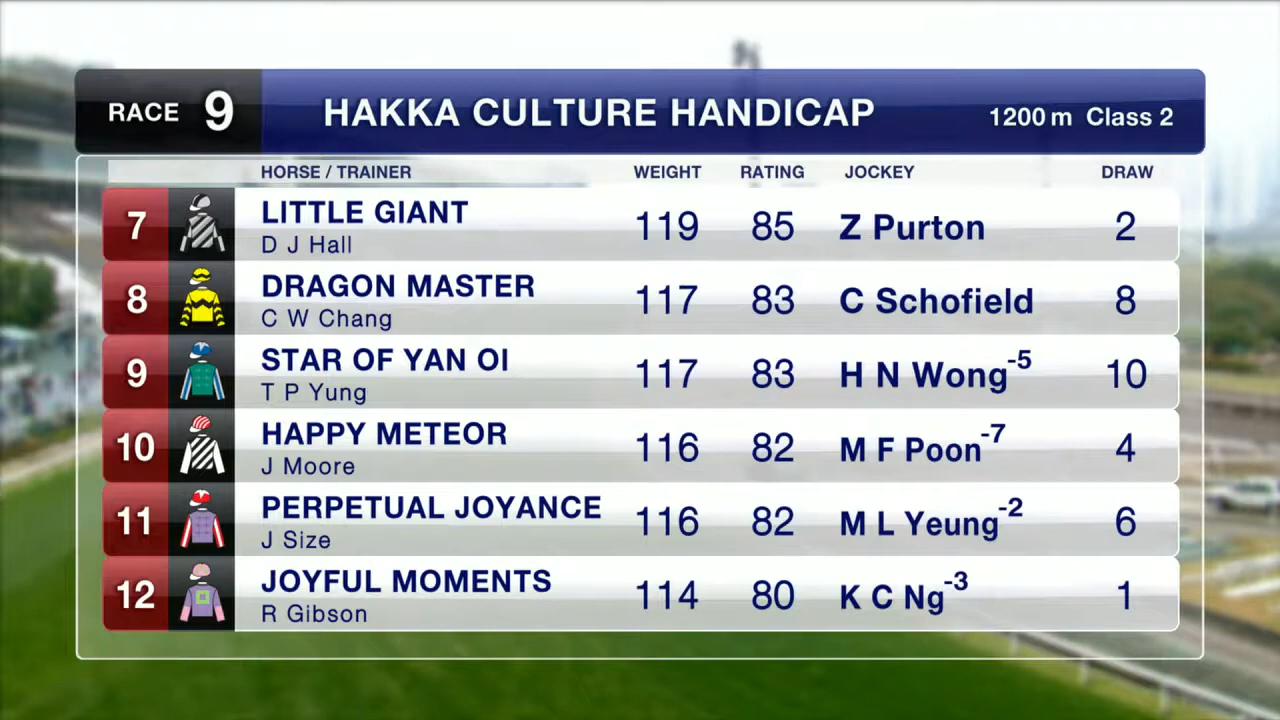 RACE 9 HAKKA CULTURE HANDICAP 1200 m Class 2
HORSE / TRAINER WEIGHT RATING JOCKEY DRAW
7 LITTLE GIANT 119 85 Z Purton 2
D J Hall
8 DRAGON MASTER 117 83 C Schofield 8
C W Chang
9 STAR OF YAN OI 117 83 H N Wong-5 10
T P Yung
10 HAPPY METEOR 116 82 M F Poon-7 4
J Moore
11 PERPETUAL JOYANCE 116 82 M L Yeung-2 6
J Size
12 JOYFUL MOMENTS 114 80 K C Ng-3 1
R Gibson